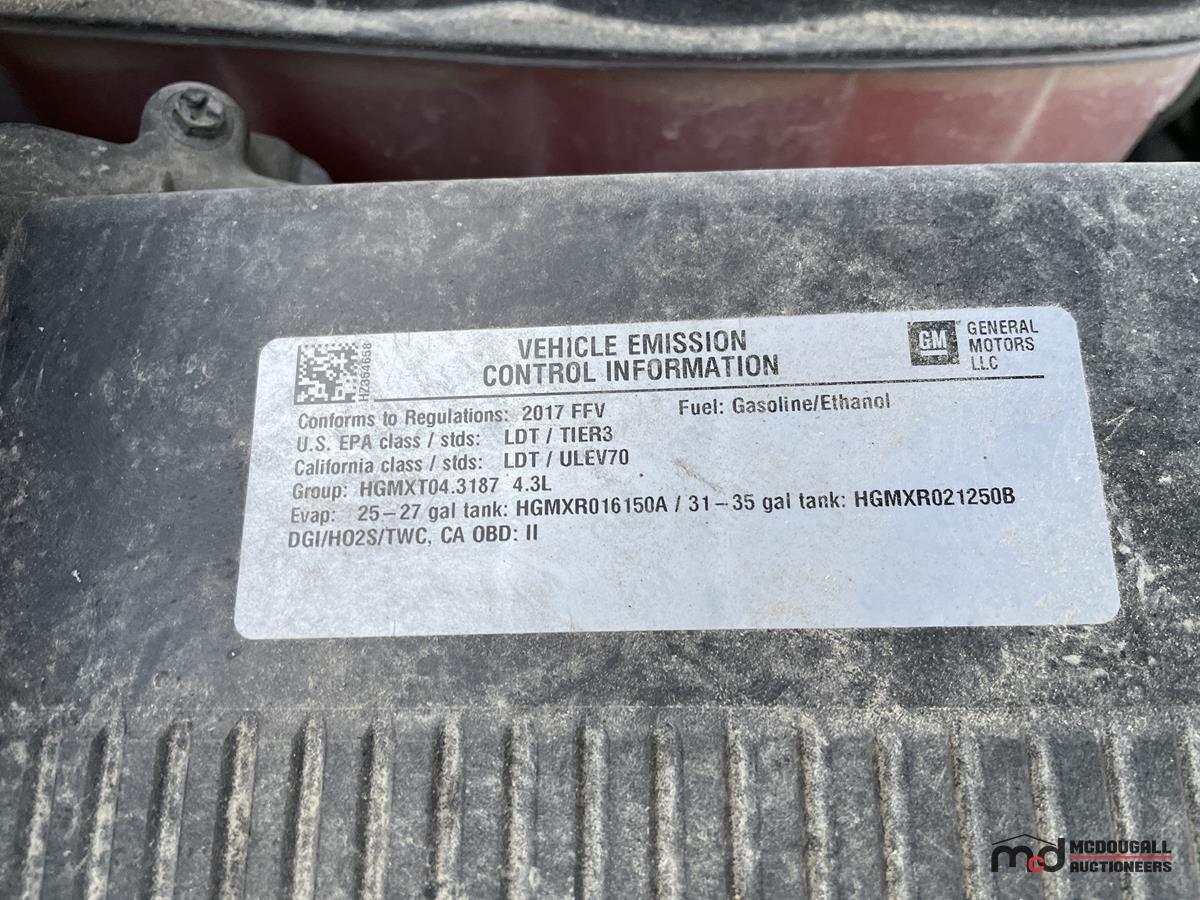 VEHICLE EMISSION
CONTROL INFORMATION
GM GENERAL
MOTORS
LLC
Conforms to Regulations: 2017 FFV Fuel: Gasoline/Ethanol
U.S. EPA class / stds: LDT / TIER3
California class / stds: LDT / ULEV70
Group: HGMXT04.3187 4.3L
Evap: 25–27 gal tank: HGMXR016150A / 31–35 gal tank: HGMXR021250B
DGI/HO2S/TWC, CA OBD: II
mcd MCDOUGALL
AUCTIONEERS